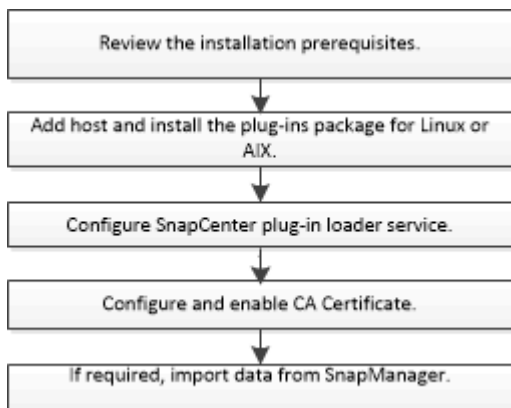 Review the installation prerequisites.
Add host and install the plug-ins package for Linux or
AIX.
Configure SnapCenter plug-in loader service.
Configure and enable CA Certificate.
If required, import data from SnapManager.